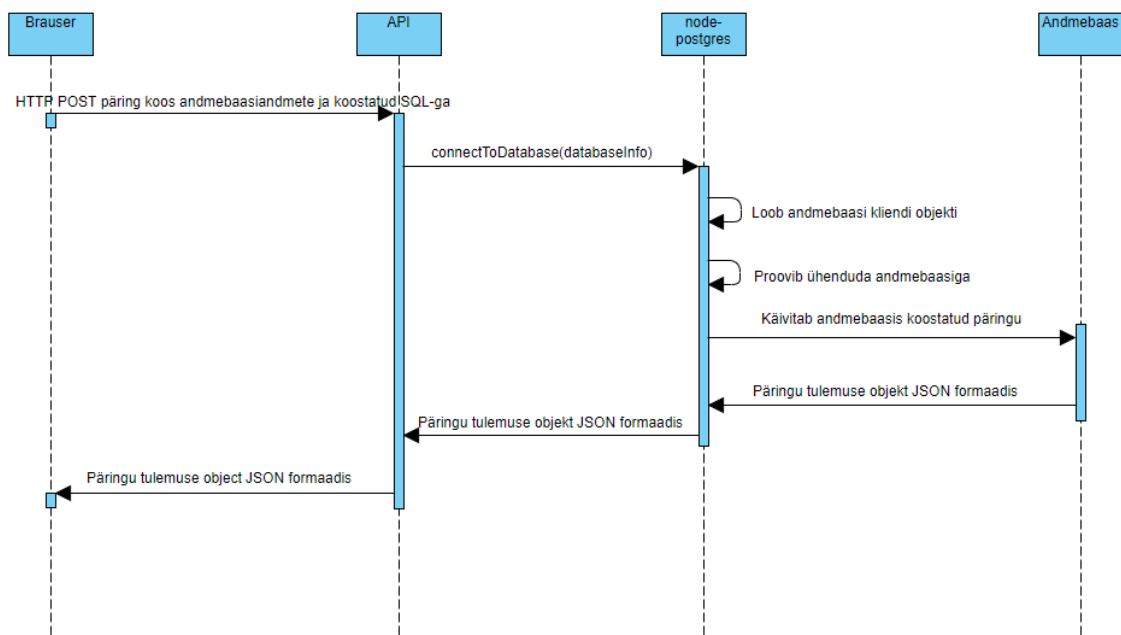 Brauser
API
node-
postgres
Andmebaas
HTTP POST päring koos andmebaasiandmete ja koostatud SQL-ga
connectToDatabase(databaseInfo)
Loob andmebaasi kliendi objekti
Proovib ühenduda andmebaasiga
Käivitab andmebaasis koostatud päringu
Päringu tulemuse objekt JSON formaadis
Päringu tulemuse objekt JSON formaadis
Päringu tulemuse object JSON formaadis